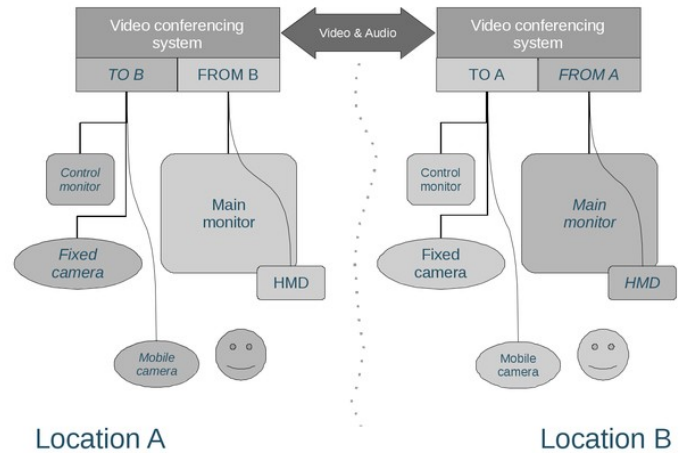 Video conferencing
system
TO B
FROM B
Video & Audio
Video conferencing
system
TO A
FROM A
Control
monitor
Main
monitor
Fixed
camera
HMD
Mobile
camera
Control
monitor
Main
monitor
Fixed
camera
HMD
Mobile
camera
Location A
Location B